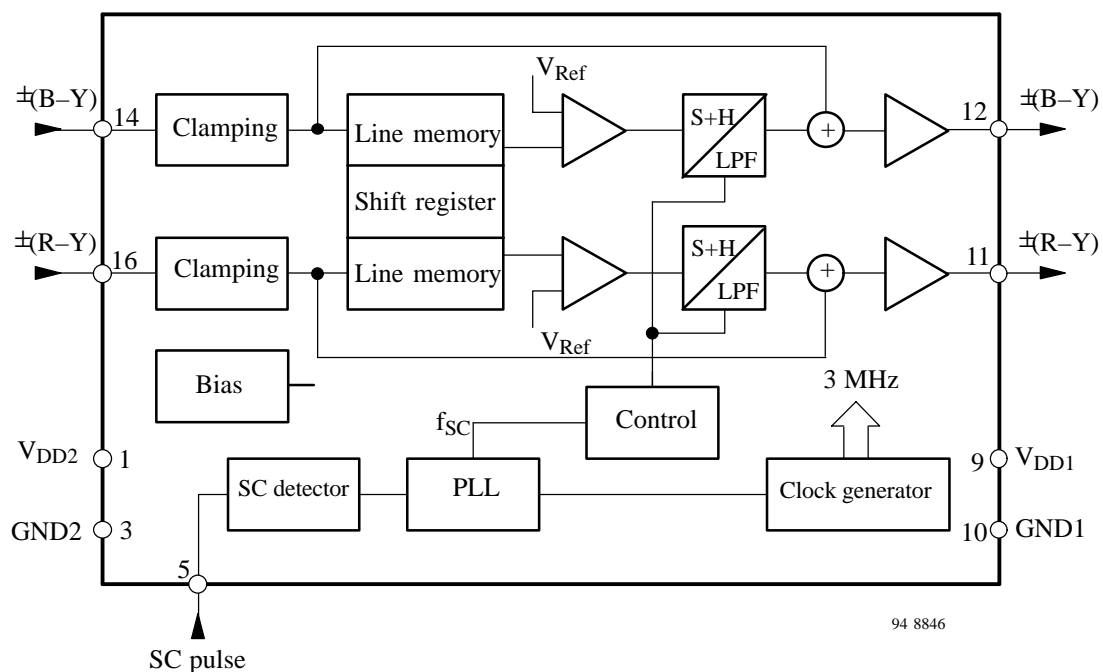 V_Ref
±(B–Y)
14
Clamping
Line memory
S+H
LPF
+
12
±(B–Y)
Shift register
±(R–Y)
16
Clamping
Line memory
S+H
LPF
+
11
±(R–Y)
V_Ref
Bias
3 MHz
Control
f_SC
V_DD2
1
SC detector
PLL
Clock generator
9
V_DD1
GND2
3
10
GND1
5
SC pulse
94 8846